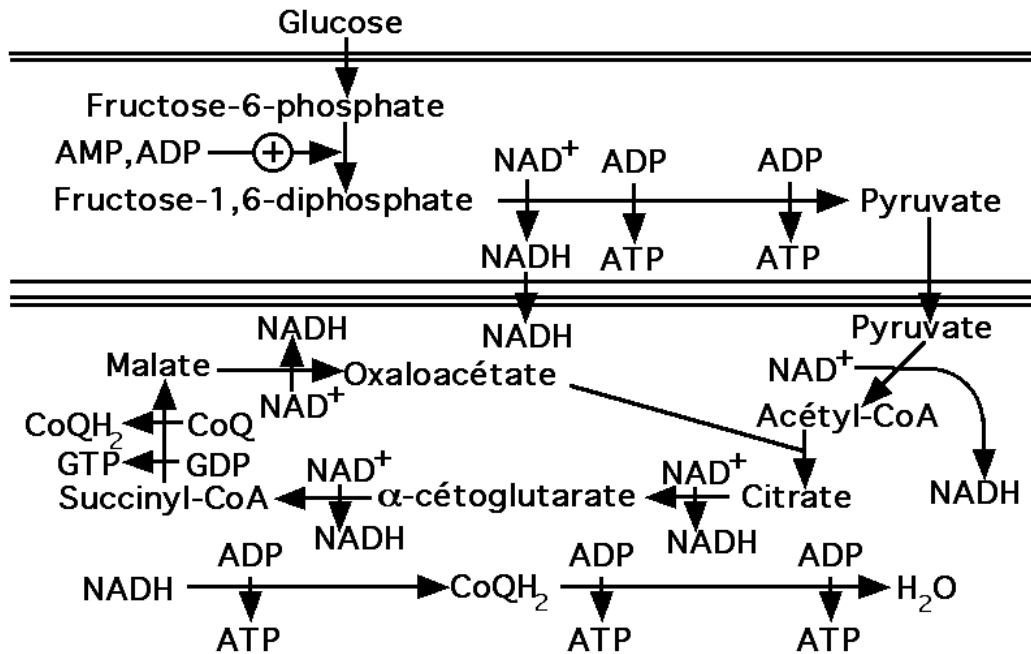 Glucose
Fructose-6-phosphate
AMP,ADP +
Fructose-1,6-diphosphate
NAD+ ADP ADP
Pyruvate
NADH ATP ATP
NADH
Pyruvate
NADH
Malate
Oxaloacétate
NAD+
NAD+
Acétyl-CoA
CoQH2 CoQ
GTP GDP
NAD+ NAD+
Succinyl-CoA α-cétoglutarate Citrate NADH
NADH NADH
ADP ADP ADP
NADH CoQH2 H2O
ATP ATP ATP